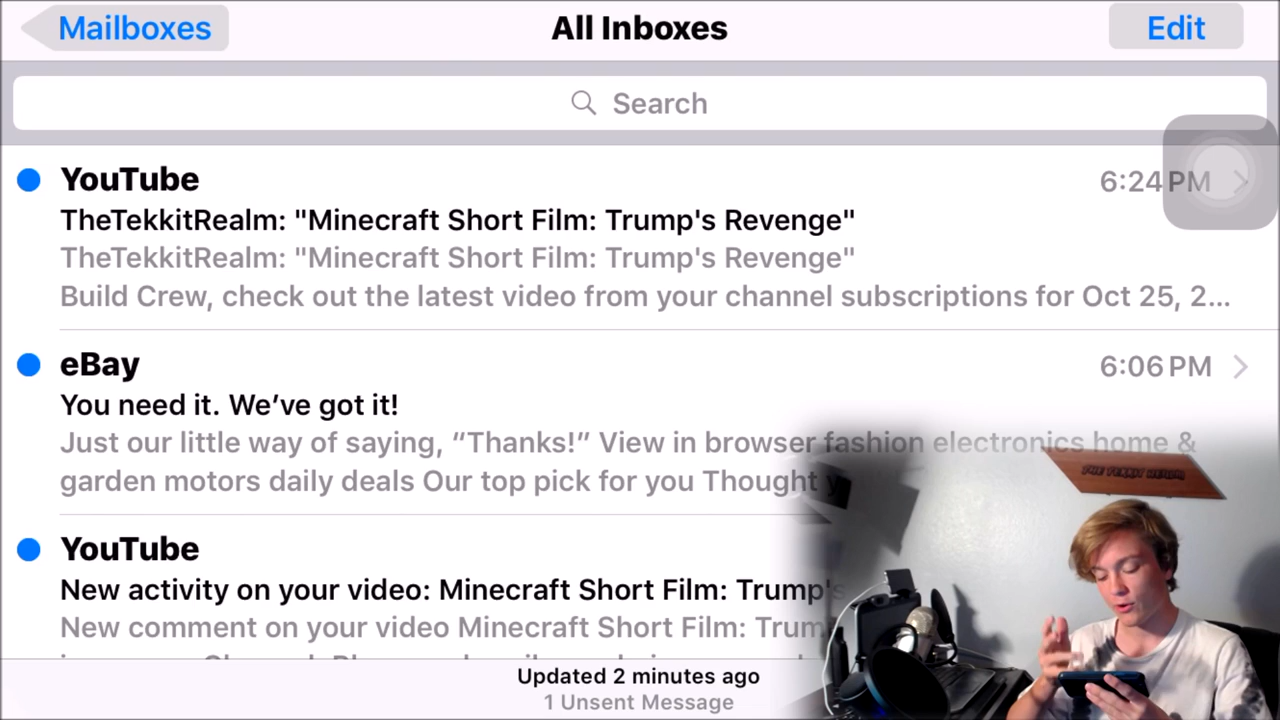 Mailboxes
All Inboxes
Edit
Search
YouTube
6:24 PM
TheTekkitRealm: "Minecraft Short Film: Trump's Revenge"
TheTekkitRealm: "Minecraft Short Film: Trump's Revenge"
Build Crew, check out the latest video from your channel subscriptions for Oct 25, 2...
eBay
6:06 PM
You need it. We’ve got it!
Just our little way of saying, “Thanks!” View in browser fashion electronics home &
garden motors daily deals Our top pick for you Thought
YouTube
New activity on your video: Minecraft Short Film: Trump's
New comment on your video Minecraft Short Film:
Updated 2 minutes ago
1 Unsent Message